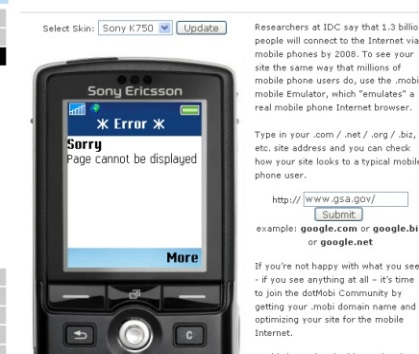 Select Skin: Sony K750 Update
Sony Ericsson
Error
Sorry
Page cannot be displayed
More
C
Researchers at IDC say that 1.3 billio
people will connect to the Internet via
mobile phones by 2008. To see your
site the same way that millions of
mobile phone users do, use the .mobi
mobile Emulator, which "emulates" a
real mobile phone Internet browser.
Type in your .com / .net / .org / .biz,
etc. site address and you can check
how your site looks to a typical mobile
phone user.
http:// www.gsa.gov/
Submit
example: google.com or google.bi
or google.net
If you're not happy with what you see
- if you see anything at all – it's time
to join the dotMobi Community by
getting your .mobi domain name and
optimizing your site for the mobile
Internet.